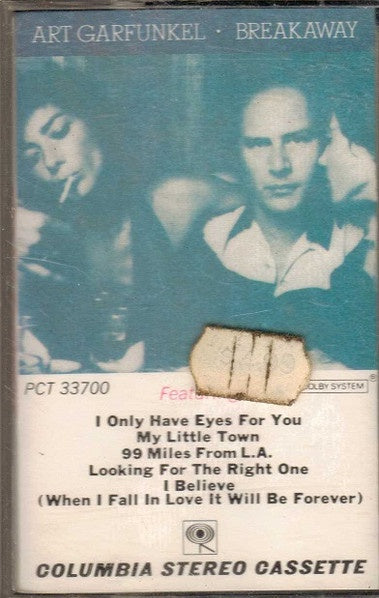 ART GARFUNKEL · BREAKAWAY
PCT 33700
DOLBY SYSTEM
®
I Only Have Eyes For You
My Little Town
99 Miles From L.A.
Looking For The Right One
I Believe
(When I Fall In Love It Will Be Forever)
COLUMBIA STEREO CASSETTE